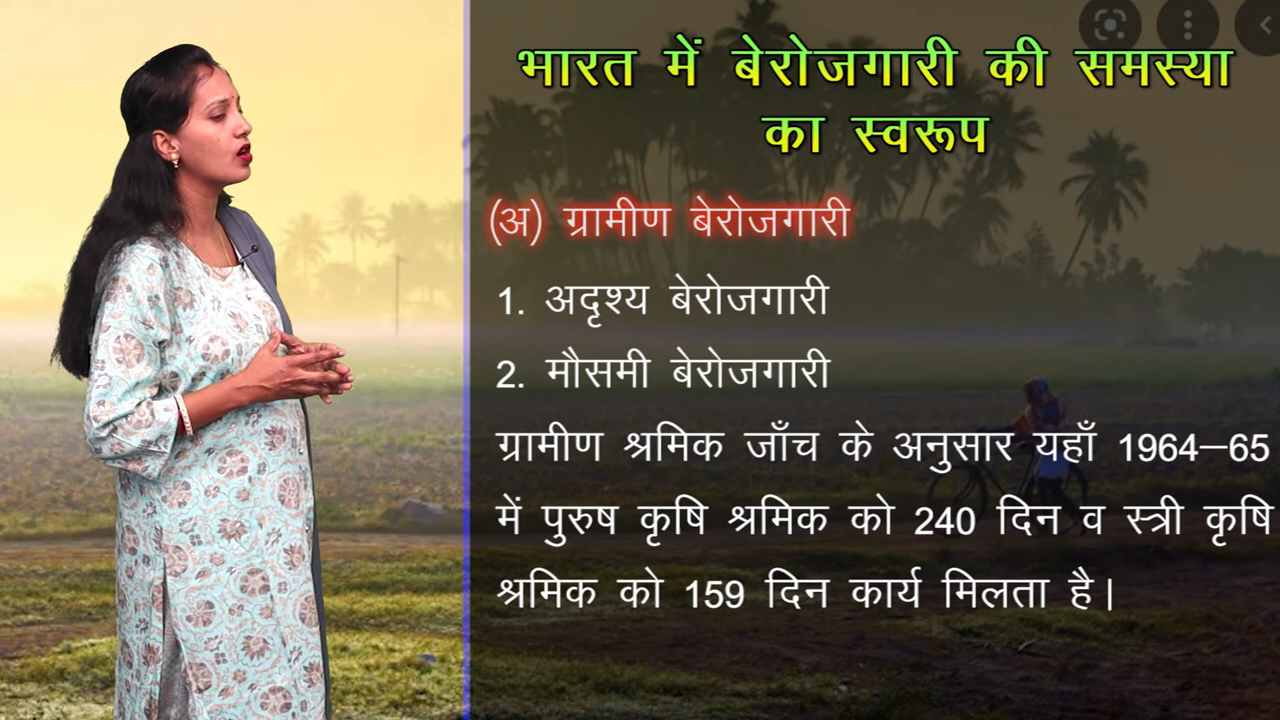 भारत में बेरोजगारी की समस्या
का स्वरूप
(अ) ग्रामीण बेरोजगारी
1. अदृश्य बेरोजगारी
2. मौसमी बेरोजगारी
ग्रामीण श्रमिक जाँच के अनुसार यहाँ 1964–65
में पुरुष कृषि श्रमिक को 240 दिन व स्त्री कृषि
श्रमिक को 159 दिन कार्य मिलता है।